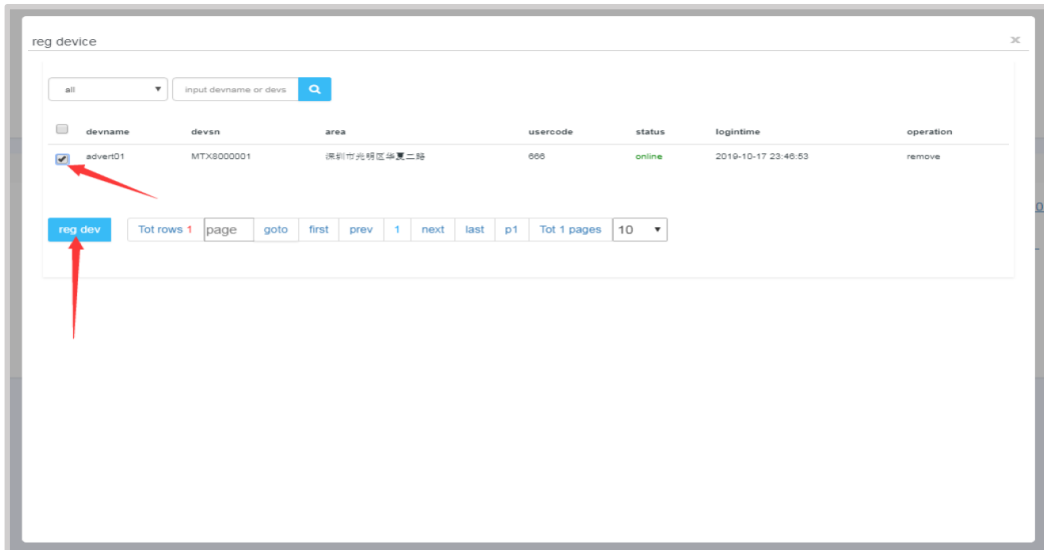 reg device ×
all input devname or devs
devname devsn area usercode status logintime operation
advert01 MTX8000001 深圳市光明区华夏二路 666 online 2019-10-17 23:46:53 remove
reg dev Tot rows 1 page goto first prev 1 next last p1 Tot 1 pages 10
0